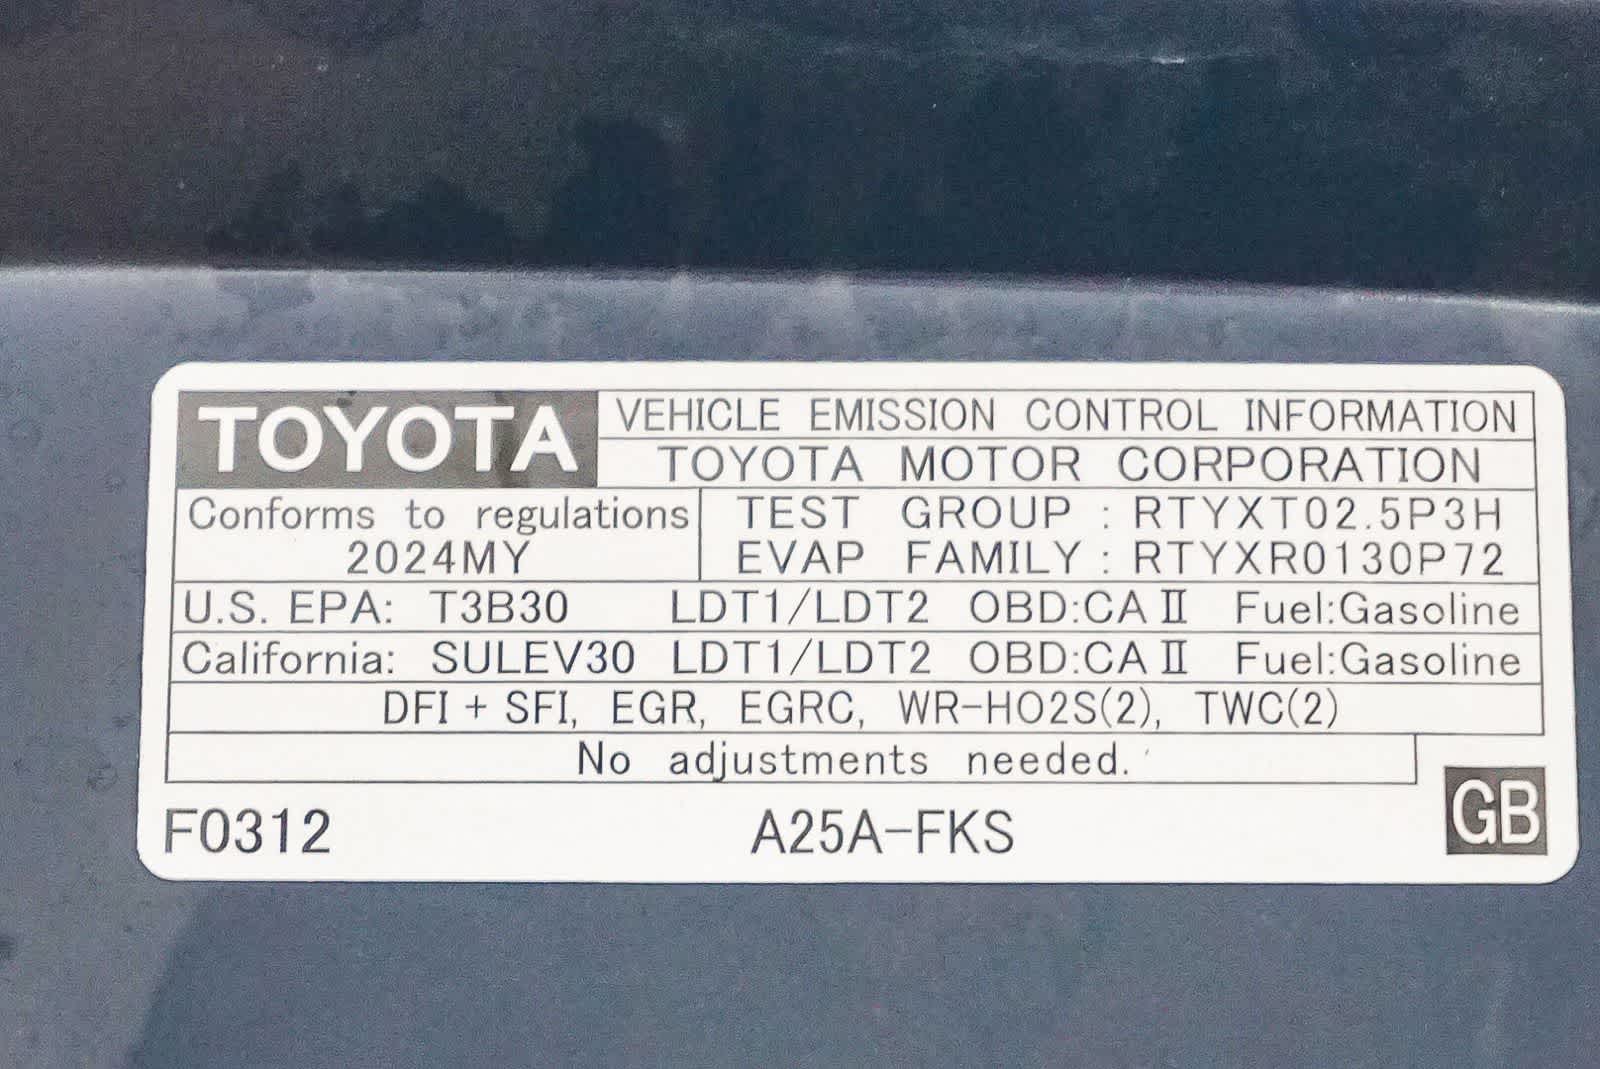 TOYOTA VEHICLE EMISSION CONTROL INFORMATION
TOYOTA MOTOR CORPORATION
Conforms to regulations TEST GROUP : RTYXT02.5P3H
2024MY EVAP FAMILY : RTYXR0130P72
U.S. EPA: T3B30 LDT1/LDT2 OBD:CA II Fuel:Gasoline
California: SULEV30 LDT1/LDT2 OBD:CA II Fuel:Gasoline
DFI + SFI, EGR, EGRC, WR-HO2S(2), TWC(2)
No adjustments needed.
F0312 A25A-FKS GB